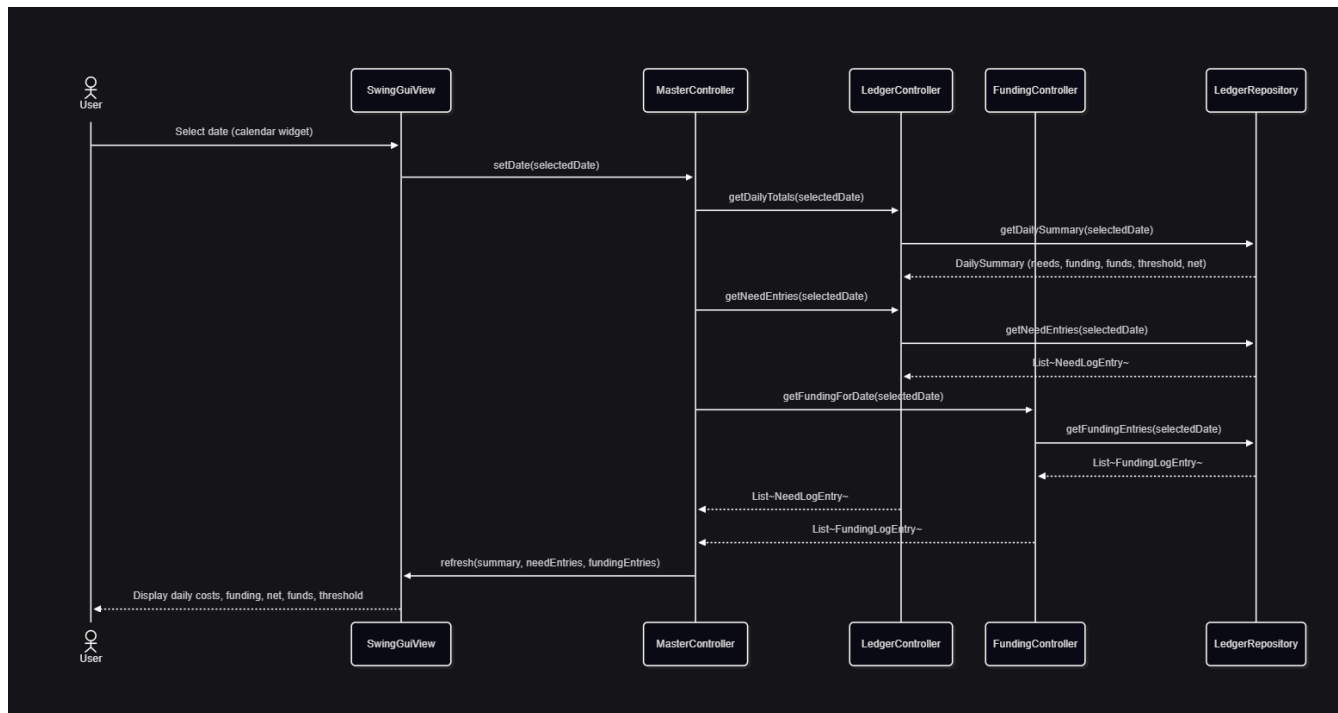 User
SwingGuiView
MasterController
LedgerController
FundingController
LedgerRepository
Select date (calendar widget)
setDate(selectedDate)
getDailyTotals(selectedDate)
getDailySummary(selectedDate)
DailySummary (needs, funding, funds, threshold, net)
getNeedEntries(selectedDate)
getNeedEntries(selectedDate)
List~NeedLogEntry~
getFundingForDate(selectedDate)
getFundingEntries(selectedDate)
List~FundingLogEntry~
List~NeedLogEntry~
List~FundingLogEntry~
refresh(summary, needEntries, fundingEntries)
Display daily costs, funding, net, funds, threshold
User
SwingGuiView
MasterController
LedgerController
FundingController
LedgerRepository